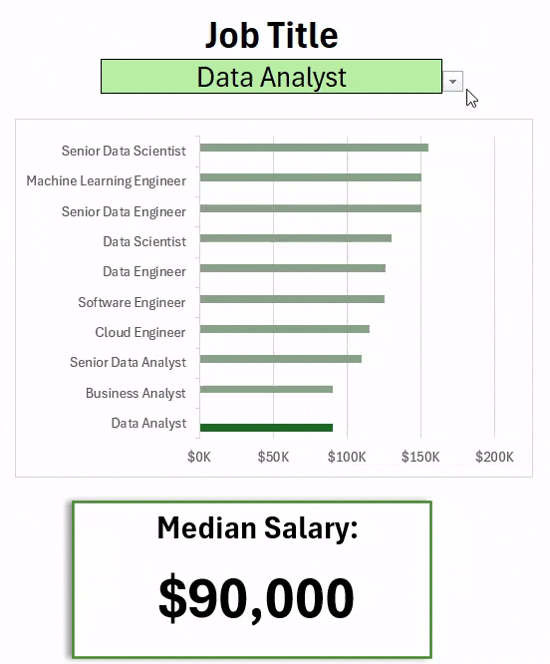 Job Title
Data Analyst
Senior Data Scientist
Machine Learning Engineer
Senior Data Engineer
Data Scientist
Data Engineer
Software Engineer
Cloud Engineer
Senior Data Analyst
Business Analyst
Data Analyst
$0K $50K $100K $150K $200K
Median Salary:
$90,000